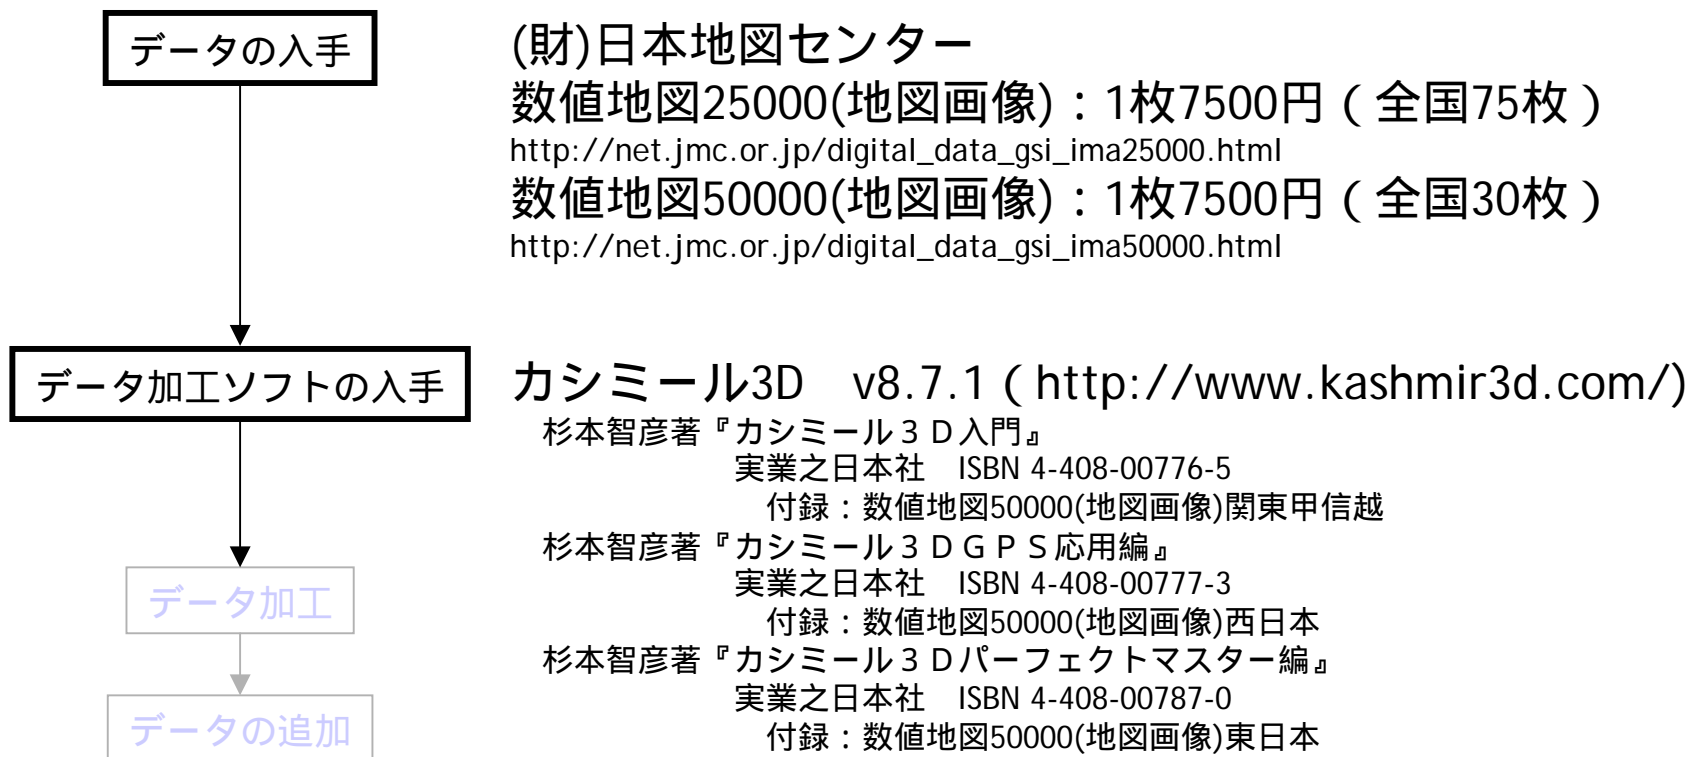 データの入手
(財)日本地図センター
数値地図25000(地図画像)：1枚7500円（全国75枚）
http://net.jmc.or.jp/digital_data_gsi_ima25000.html
数値地図50000(地図画像)：1枚7500円（全国30枚）
http://net.jmc.or.jp/digital_data_gsi_ima50000.html
データ加工ソフトの入手
カシミール3D　v8.7.1（http://www.kashmir3d.com/)
杉本智彦著『カシミール３Ｄ入門』
実業之日本社　ISBN 4-408-00776-5
付録：数値地図50000(地図画像)関東甲信越
杉本智彦著『カシミール３ＤＧＰＳ応用編』
実業之日本社　ISBN 4-408-00777-3
付録：数値地図50000(地図画像)西日本
杉本智彦著『カシミール３Ｄパーフェクトマスター編』
実業之日本社　ISBN 4-408-00787-0
付録：数値地図50000(地図画像)東日本
データ加工
データの追加